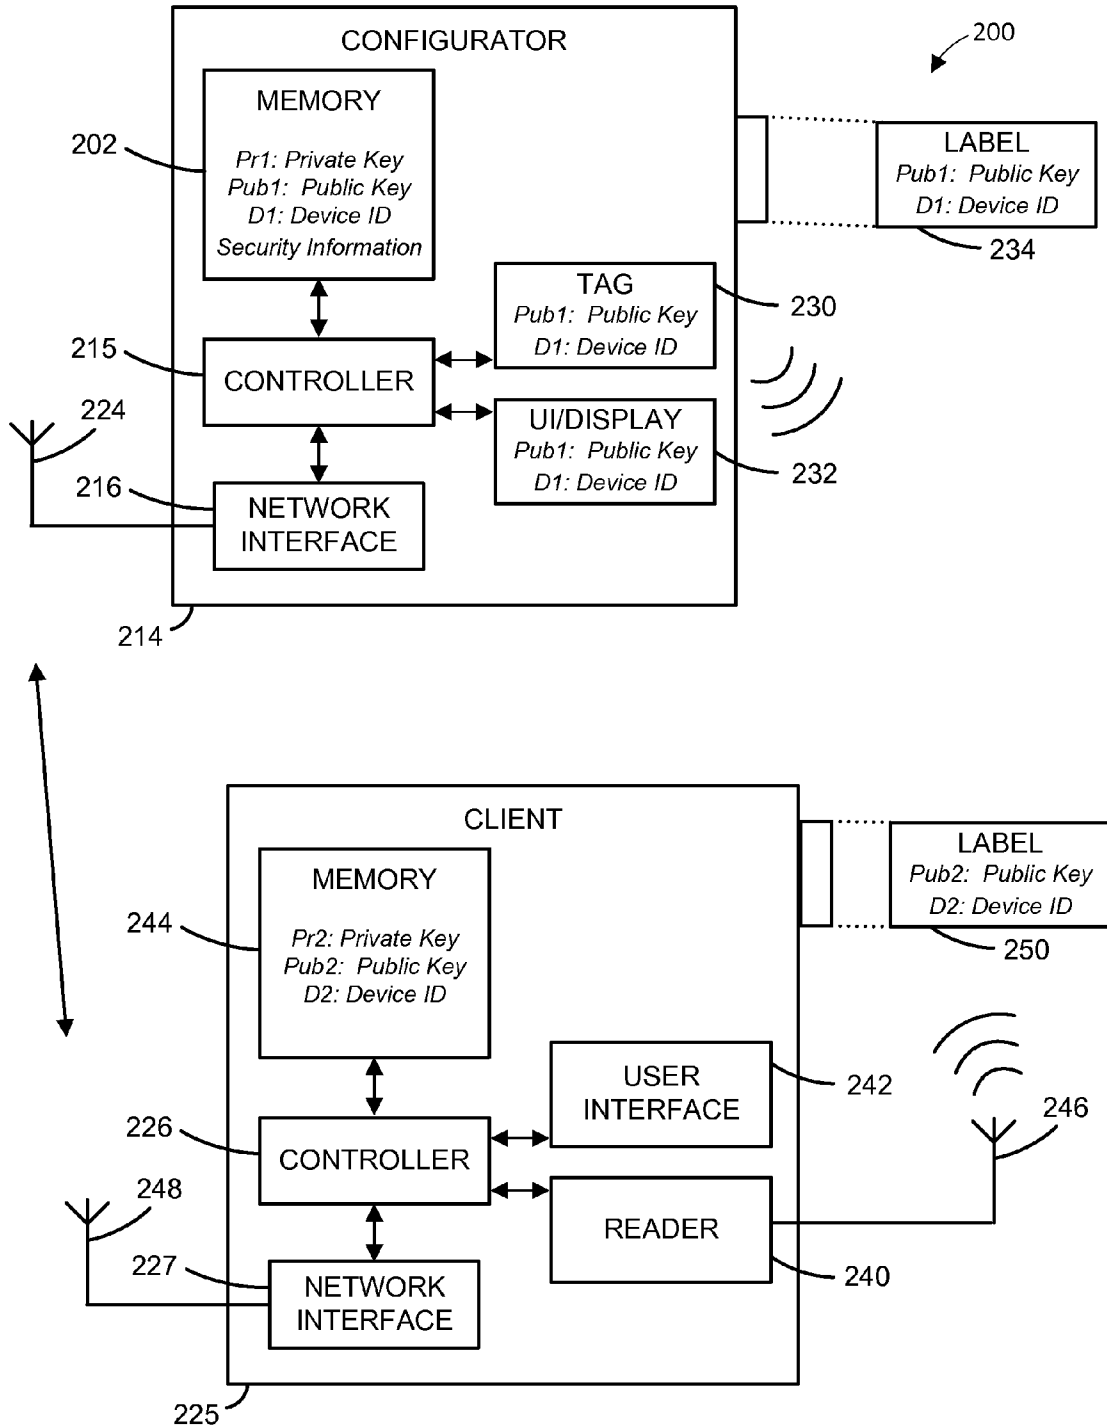 CONFIGURATOR
200
MEMORY
202
Pr1: Private Key
Pub1: Public Key
D1: Device ID
Security Information
LABEL
Pub1: Public Key
D1: Device ID
234
TAG
Pub1: Public Key
D1: Device ID
230
215
CONTROLLER
224
UI/DISPLAY
Pub1: Public Key
D1: Device ID
232
216
NETWORK
INTERFACE
214
CLIENT
MEMORY
244
Pr2: Private Key
Pub2: Public Key
D2: Device ID
LABEL
Pub2: Public Key
D2: Device ID
250
USER
INTERFACE
242
246
226
CONTROLLER
248
READER
240
227
NETWORK
INTERFACE
225